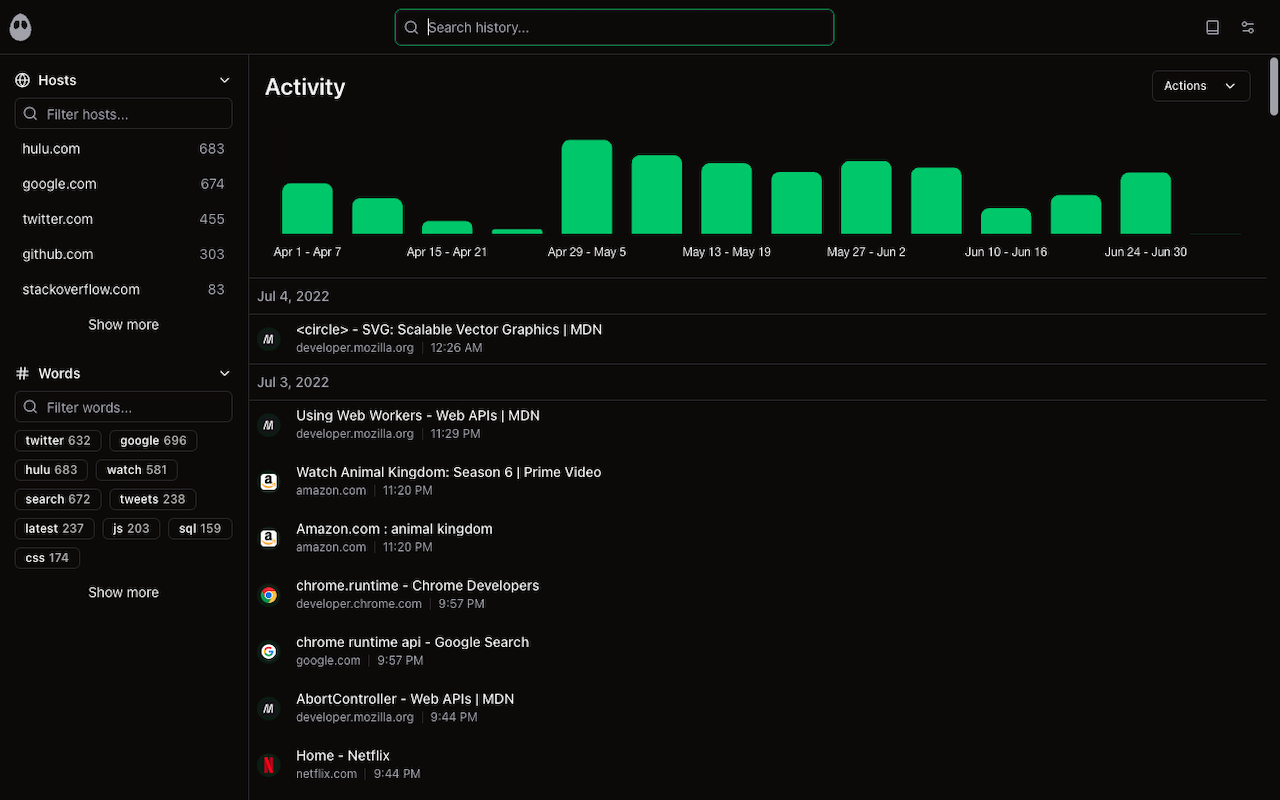 Search history...
Hosts
Filter hosts...
hulu.com 683
google.com 674
twitter.com 455
github.com 303
stackoverflow.com 83
Show more
Words
Filter words...
twitter 632 google 696
hulu 683 watch 581
search 672 tweets 238
latest 237 js 203 sql 159
css 174
Show more
Activity
Actions
Apr 1 - Apr 7 Apr 15 - Apr 21 Apr 29 - May 5 May 13 - May 19 May 27 - Jun 2 Jun 10 - Jun 16 Jun 24 - Jun 30
Jul 4, 2022
<circle> - SVG: Scalable Vector Graphics | MDN
developer.mozilla.org | 12:26 AM
Jul 3, 2022
Using Web Workers - Web APIs | MDN
developer.mozilla.org | 11:29 PM
Watch Animal Kingdom: Season 6 | Prime Video
amazon.com | 11:20 PM
Amazon.com : animal kingdom
amazon.com | 11:20 PM
chrome.runtime - Chrome Developers
developer.chrome.com | 9:57 PM
chrome runtime api - Google Search
google.com | 9:57 PM
AbortController - Web APIs | MDN
developer.mozilla.org | 9:44 PM
Home - Netflix
netflix.com | 9:44 PM